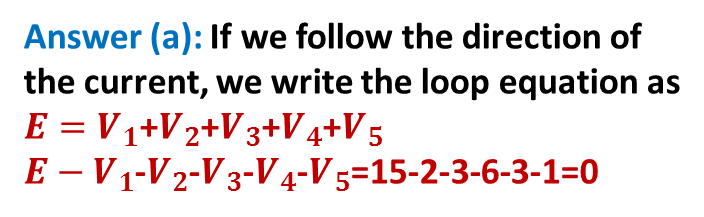 Answer (a): If we follow the direction of
the current, we write the loop equation as
E = V₁+V₂+V₃+V₄+V₅
E − V₁-V₂-V₃-V₄-V₅=15-2-3-6-3-1=0